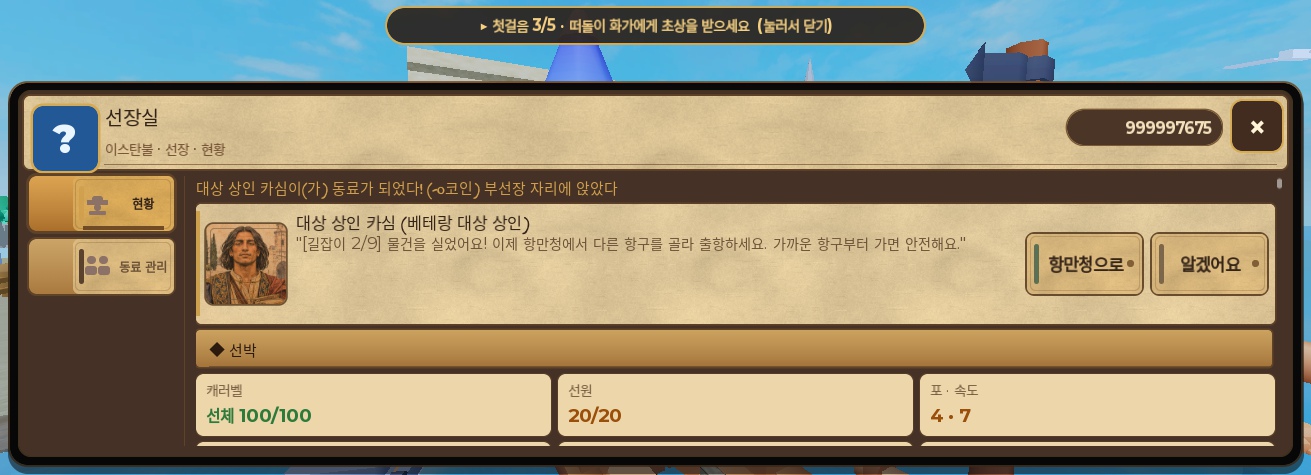 ▸ 첫걸음 3/5 · 떠돌이 화가에게 초상을 받으세요 (눌러서 닫기)
?
선장실
이스탄불 · 선장 · 현황
999997675
×
현황
동료 관리
대상 상인 카심이(가) 동료가 되었다! (코인) 부선장 자리에 앉았다
대상 상인 카심 (베테랑 대상 상인)
"[길잡이 2/9] 물건을 실었어요! 이제 항만청에서 다른 항구를 골라 출항하세요. 가까운 항구부터 가면 안전해요."
항만청으로
알겠어요
◆ 선박
캐러벨
선체 100/100
선원
20/20
포 · 속도
4 · 7